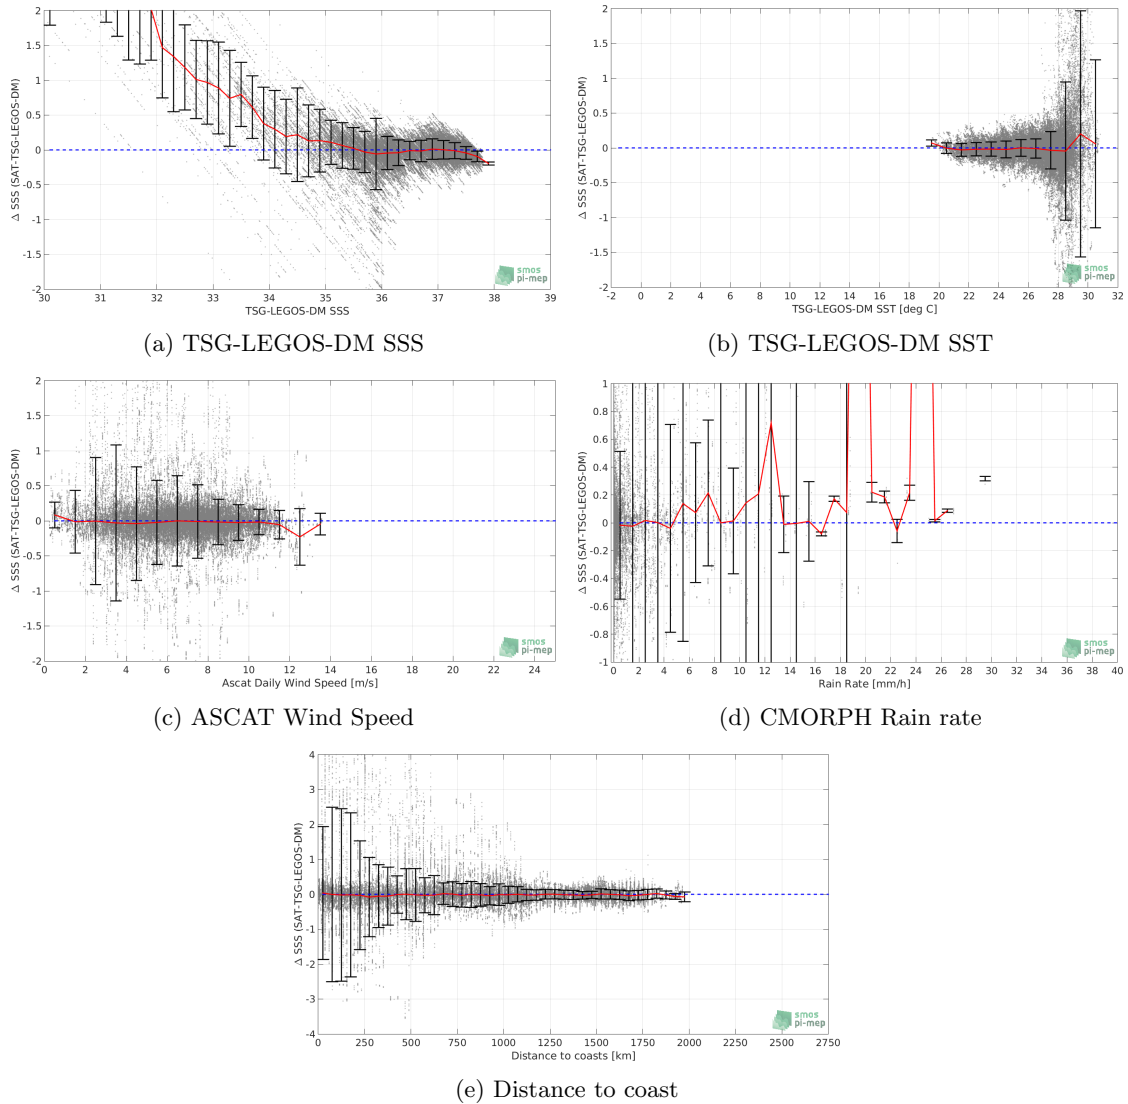 Δ SSS (SAT-TSG-LEGOS-DM)
2
1.5
1
0.5
0
-0.5
-1
-1.5
-2
30 31 32 33 34 35 36 37 38 39
TSG-LEGOS-DM SSS
smos
pi-mep
(a) TSG-LEGOS-DM SSS
Δ SSS (SAT-TSG-LEGOS-DM)
2
1.5
1
0.5
0
-0.5
-1
-1.5
-2
-2 0 2 4 6 8 10 12 14 16 18 20 22 24 26 28 30 32
TSG-LEGOS-DM SST [deg C]
smos
pi-mep
(b) TSG-LEGOS-DM SST
Δ SSS (SAT-TSG-LEGOS-DM)
2
1.5
1
0.5
0
-0.5
-1
-1.5
-2
0 2 4 6 8 10 12 14 16 18 20 22 24
Ascat Daily Wind Speed [m/s]
smos
pi-mep
(c) ASCAT Wind Speed
Δ SSS (SAT-TSG-LEGOS-DM)
1
0.8
0.6
0.4
0.2
0
-0.2
-0.4
-0.6
-0.8
-1
0 2 4 6 8 10 12 14 16 18 20 22 24 26 28 30 32 34 36 38 40
Rain Rate [mm/h]
smos
pi-mep
(d) CMORPH Rain rate
Δ SSS (SAT-TSG-LEGOS-DM)
4
3
2
1
0
-1
-2
-3
-4
0 250 500 750 1000 1250 1500 1750 2000 2250 2500 2750
Distance to coasts [km]
smos
pi-mep
(e) Distance to coast